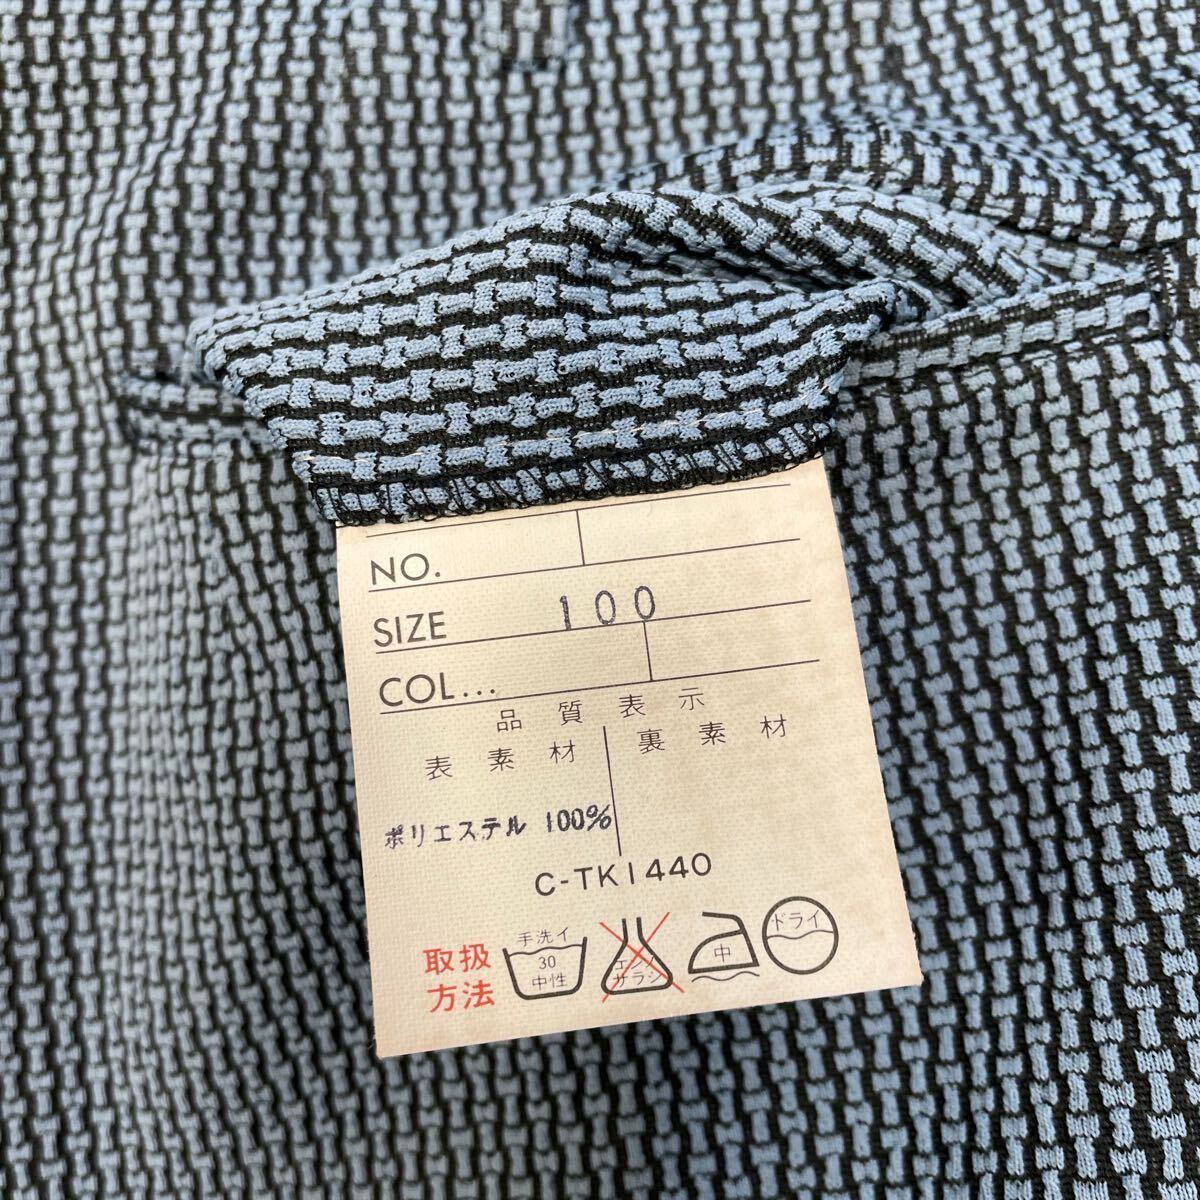 NO.
SIZE 100
COL...
品質表示
表素材 裏素材
ポリエステル 100%
C-TK1440
取扱方法
手洗イ
30
中性
エンソ
サラシ
中
ドライ